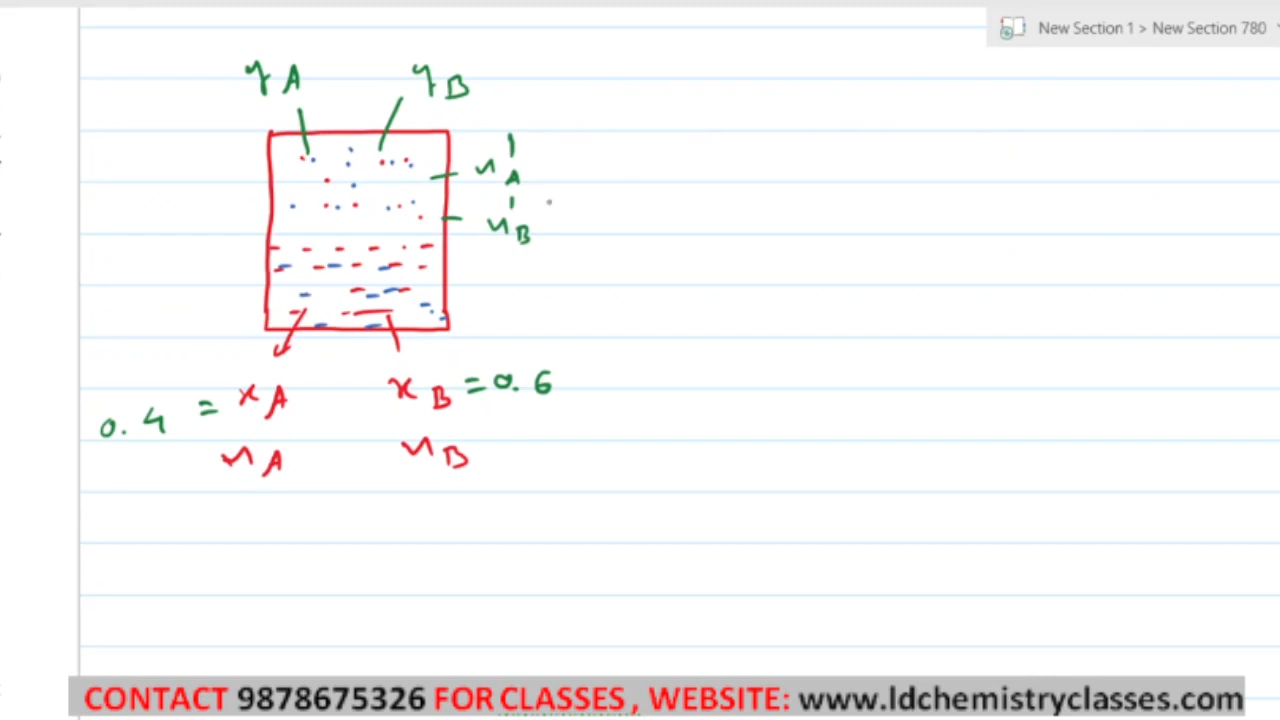 New Section 1 > New Section 780
yA yB
n'A
n'B
0.4 = xA xB = 0.6
nA nB
CONTACT 9878675326 FOR CLASSES , WEBSITE: www.ldchemistryclasses.com